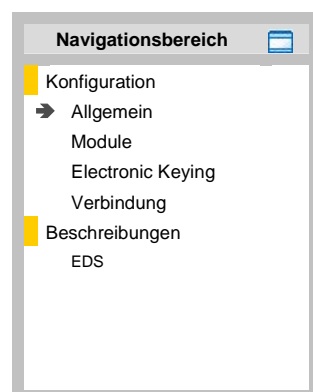 Navigationsbereich
Konfiguration
Allgemein
Module
Electronic Keying
Verbindung
Beschreibungen
EDS